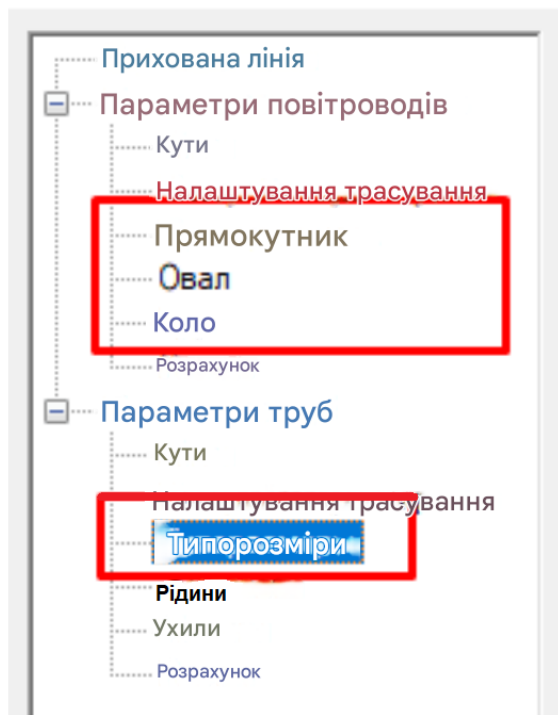 Прихована лінія
Параметри повітроводів
Кути
Налаштування трасування
Прямокутник
Овал
Коло
Розрахунок
Параметри труб
Кути
Налаштування трасування
Типорозміри
Рідини
Ухили
Розрахунок